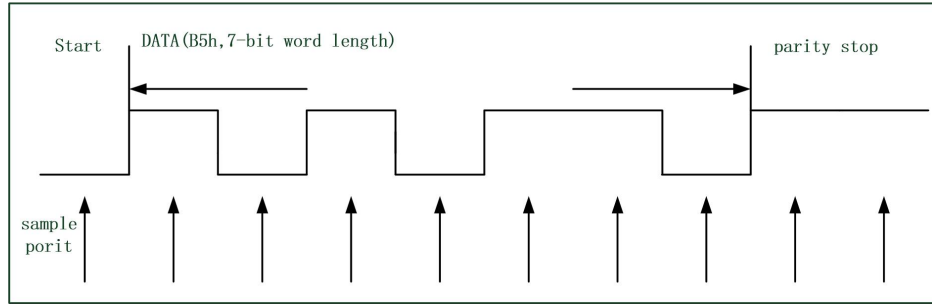 Start
DATA(B5h,7-bit word length)
parity stop
sample
porit